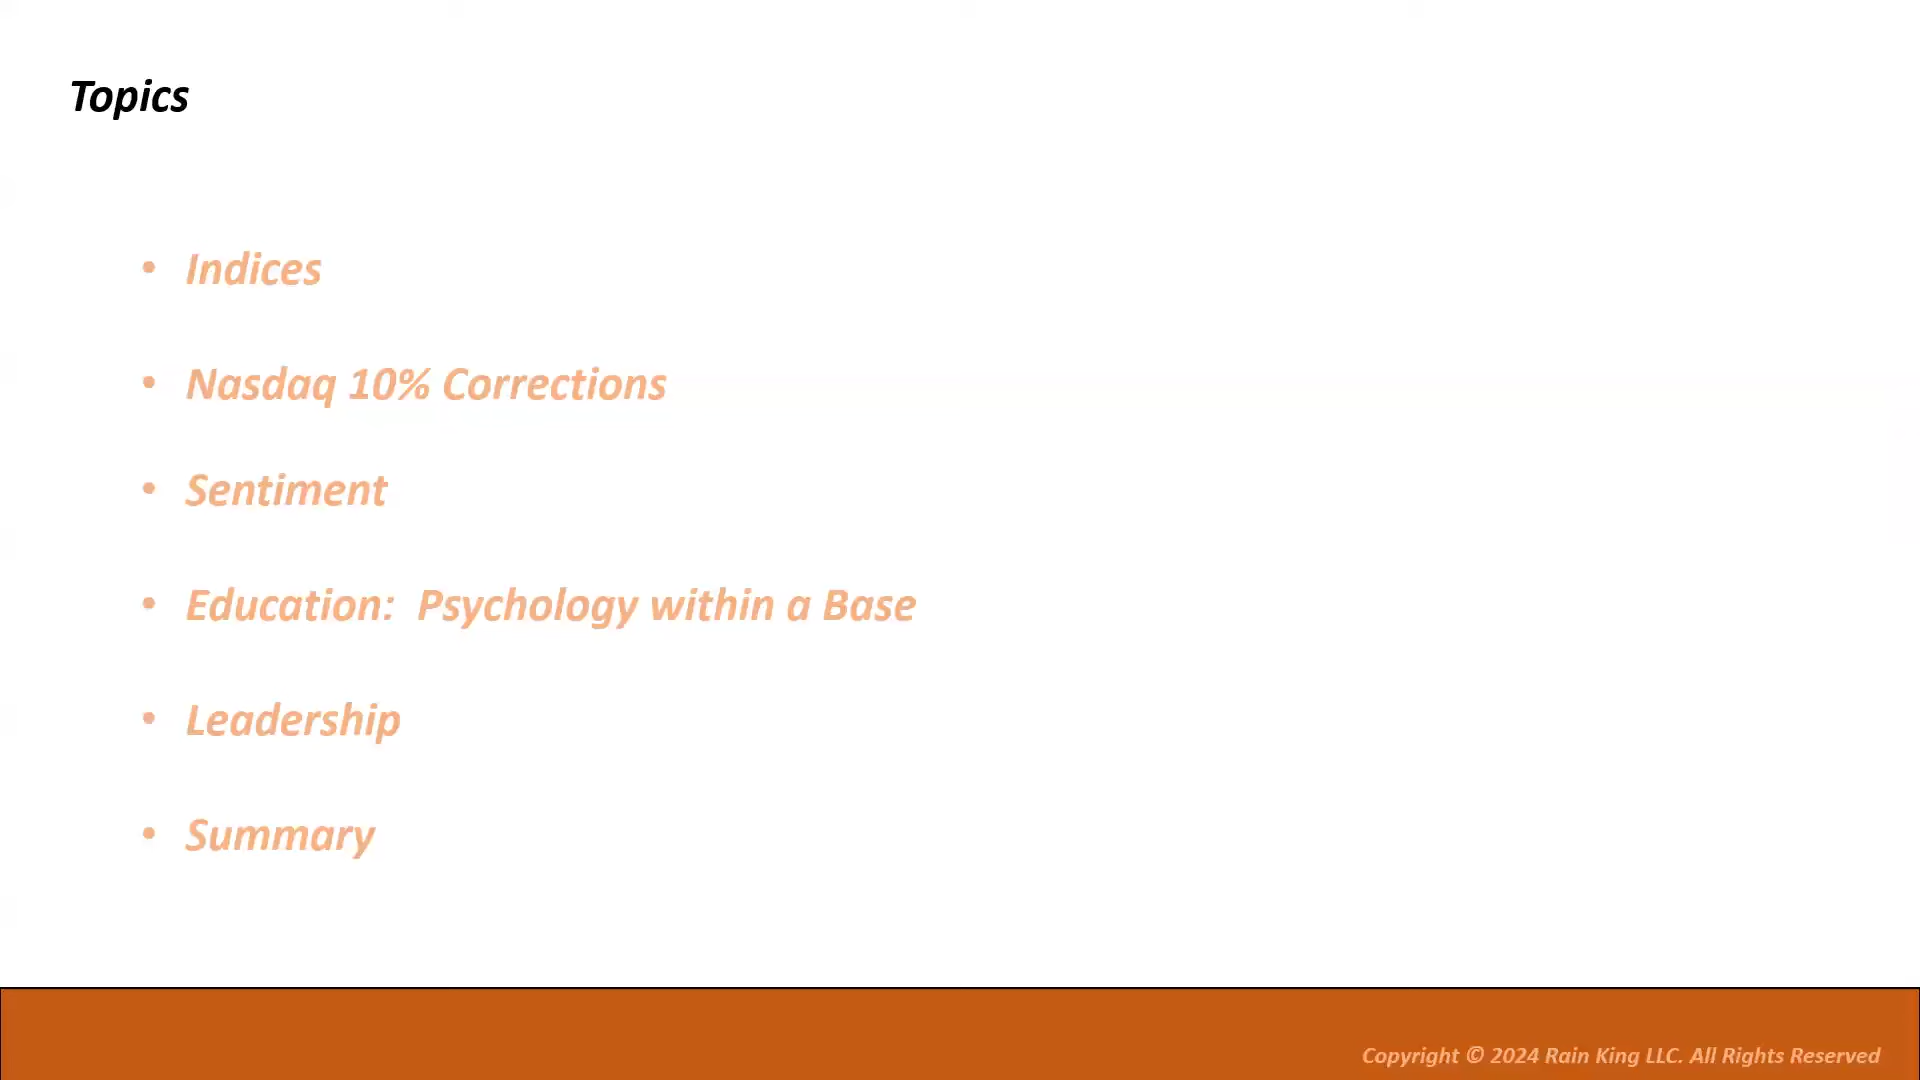 Topics
• Indices
• Nasdaq 10% Corrections
• Sentiment
• Education:  Psychology within a Base
• Leadership
• Summary
Copyright © 2024 Rain King LLC. All Rights Reserved